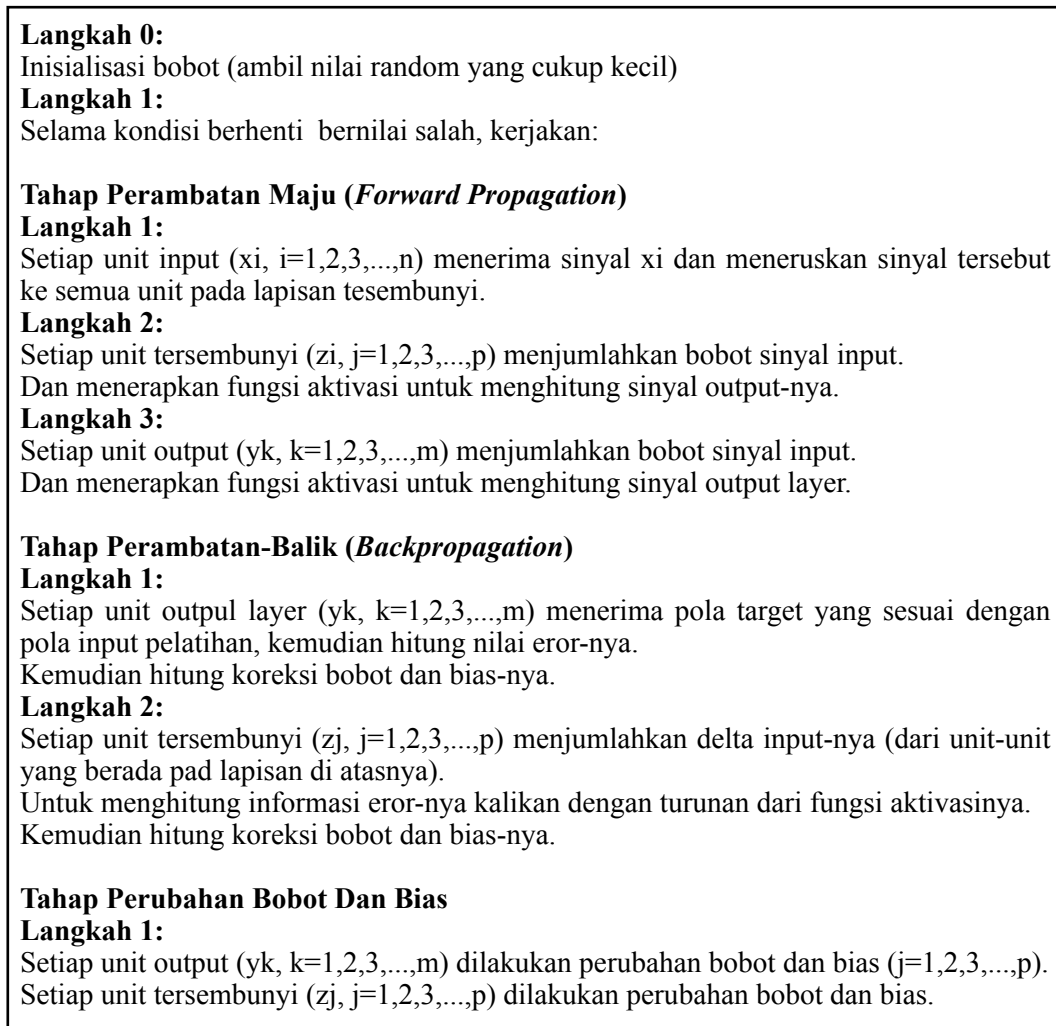 Langkah 0:
Inisialisasi bobot (ambil nilai random yang cukup kecil)
Langkah 1:
Selama kondisi berhenti bernilai salah, kerjakan:
Tahap Perambatan Maju (Forward Propagation)
Langkah 1:
Setiap unit input (xi, i=1,2,3,...,n) menerima sinyal xi dan meneruskan sinyal tersebut
ke semua unit pada lapisan tesembunyi.
Langkah 2:
Setiap unit tersembunyi (zi, j=1,2,3,...,p) menjumlahkan bobot sinyal input.
Dan menerapkan fungsi aktivasi untuk menghitung sinyal output-nya.
Langkah 3:
Setiap unit output (yk, k=1,2,3,...,m) menjumlahkan bobot sinyal input.
Dan menerapkan fungsi aktivasi untuk menghitung sinyal output layer.
Tahap Perambatan-Balik (Backpropagation)
Langkah 1:
Setiap unit outpul layer (yk, k=1,2,3,...,m) menerima pola target yang sesuai dengan
pola input pelatihan, kemudian hitung nilai eror-nya.
Kemudian hitung koreksi bobot dan bias-nya.
Langkah 2:
Setiap unit tersembunyi (zj, j=1,2,3,...,p) menjumlahkan delta input-nya (dari unit-unit
yang berada pad lapisan di atasnya).
Untuk menghitung informasi eror-nya kalikan dengan turunan dari fungsi aktivasinya.
Kemudian hitung koreksi bobot dan bias-nya.
Tahap Perubahan Bobot Dan Bias
Langkah 1:
Setiap unit output (yk, k=1,2,3,...,m) dilakukan perubahan bobot dan bias (j=1,2,3,...,p).
Setiap unit tersembunyi (zj, j=1,2,3,...,p) dilakukan perubahan bobot dan bias.